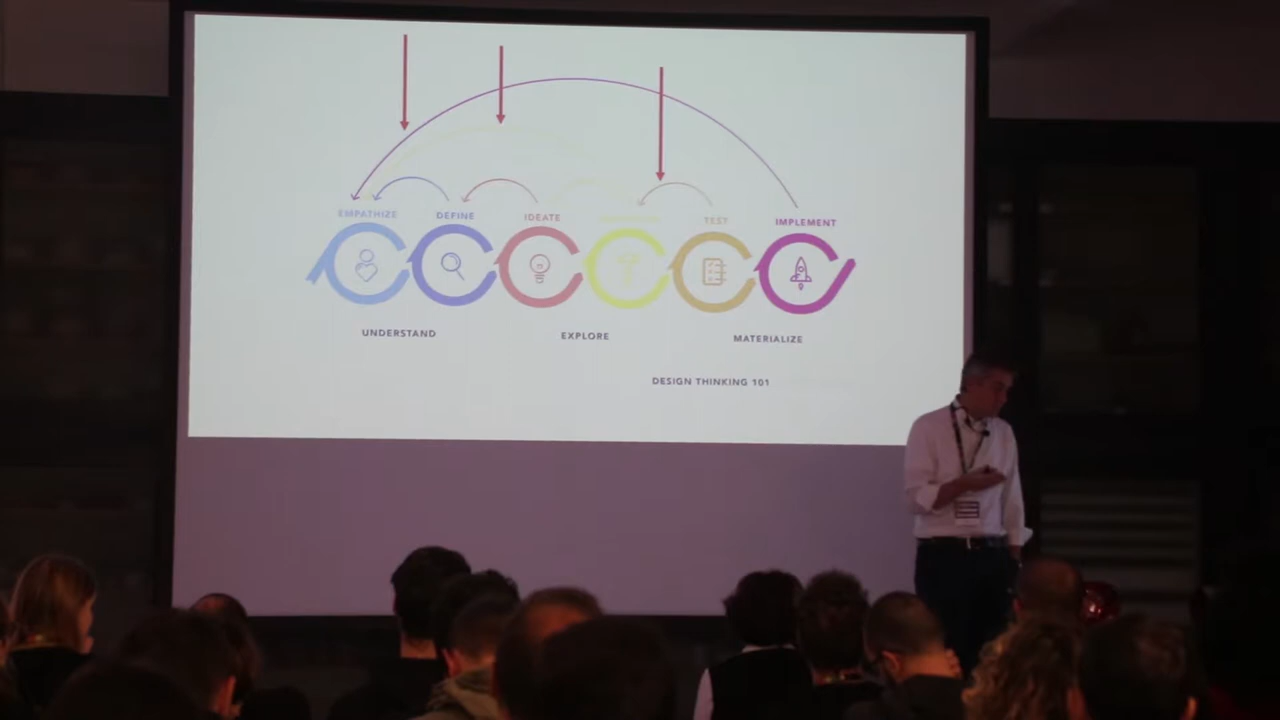 EMPATHIZE
DEFINE
IDEATE
TEST
IMPLEMENT
UNDERSTAND
EXPLORE
MATERIALIZE
DESIGN THINKING 101